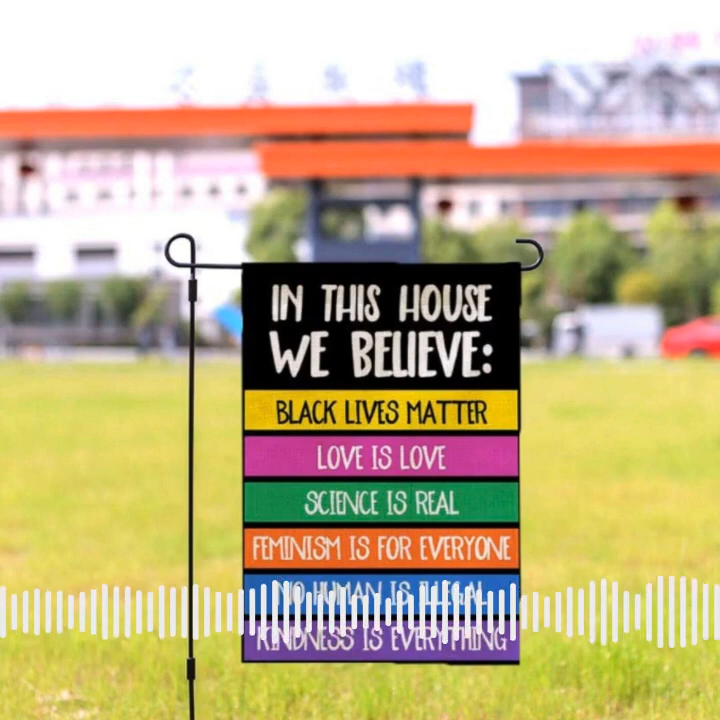 IN THIS HOUSE
WE BELIEVE:
BLACK LIVES MATTER
LOVE IS LOVE
SCIENCE IS REAL
FEMINISM IS FOR EVERYONE
NO HUMAN IS ILLEGAL
KINDNESS IS EVERYTHING